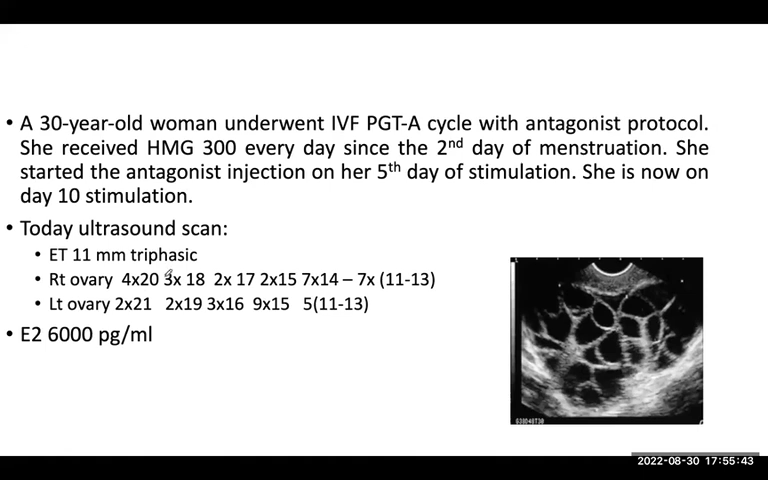 • A 30-year-old woman underwent IVF PGT-A cycle with antagonist protocol.
She received HMG 300 every day since the 2nd day of menstruation. She
started the antagonist injection on her 5th day of stimulation. She is now on
day 10 stimulation.
• Today ultrasound scan:
• ET 11 mm triphasic
• Rt ovary 4x20 3x 18 2x 17 2x15 7x14 – 7x (11-13)
• Lt ovary 2x21 2x19 3x16 9x15 5(11-13)
• E2 6000 pg/ml
2022-08-30 17:55:43